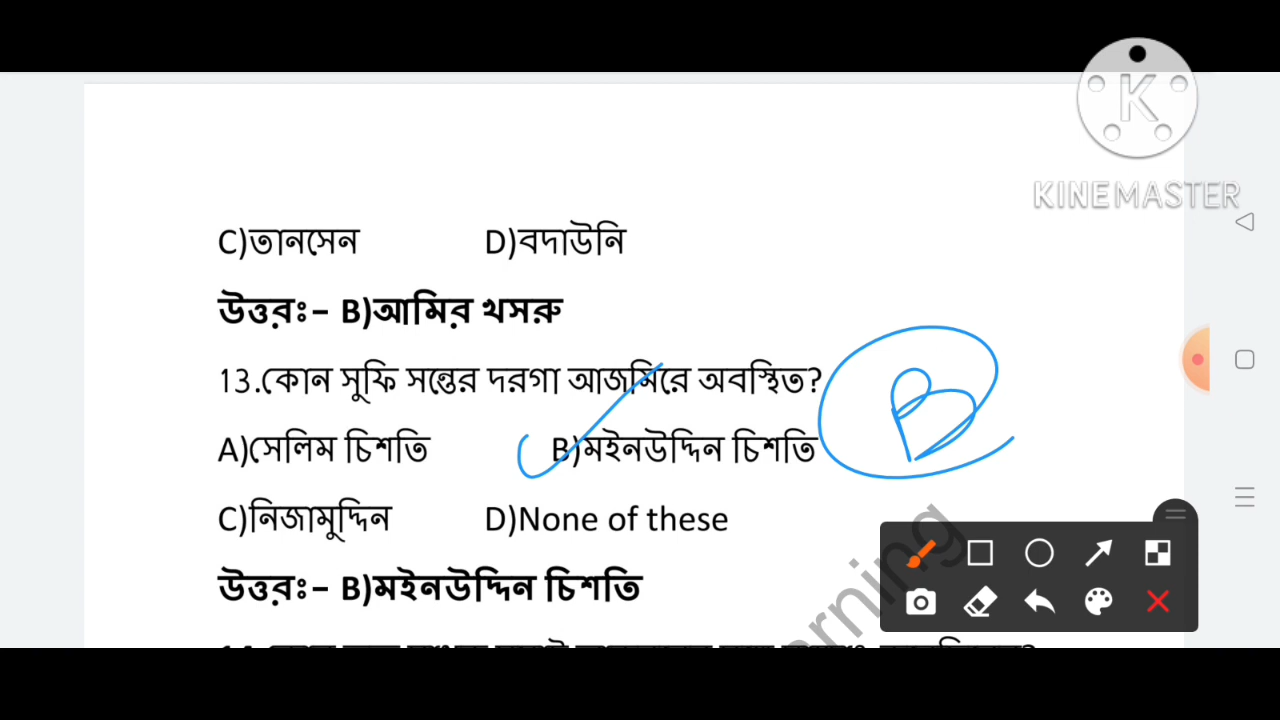 K
KINEMASTER
C)তানসেন D)বদাউনি
উত্তরঃ- B)আমির খসরু
13.কোন সুফি সন্তের দরগা আজমিরে অবস্থিত?
B
A)সেলিম চিশতি B)মইনউদ্দিন চিশতি
C)নিজামুদ্দিন D)None of these
উত্তরঃ- B)মইনউদ্দিন চিশতি